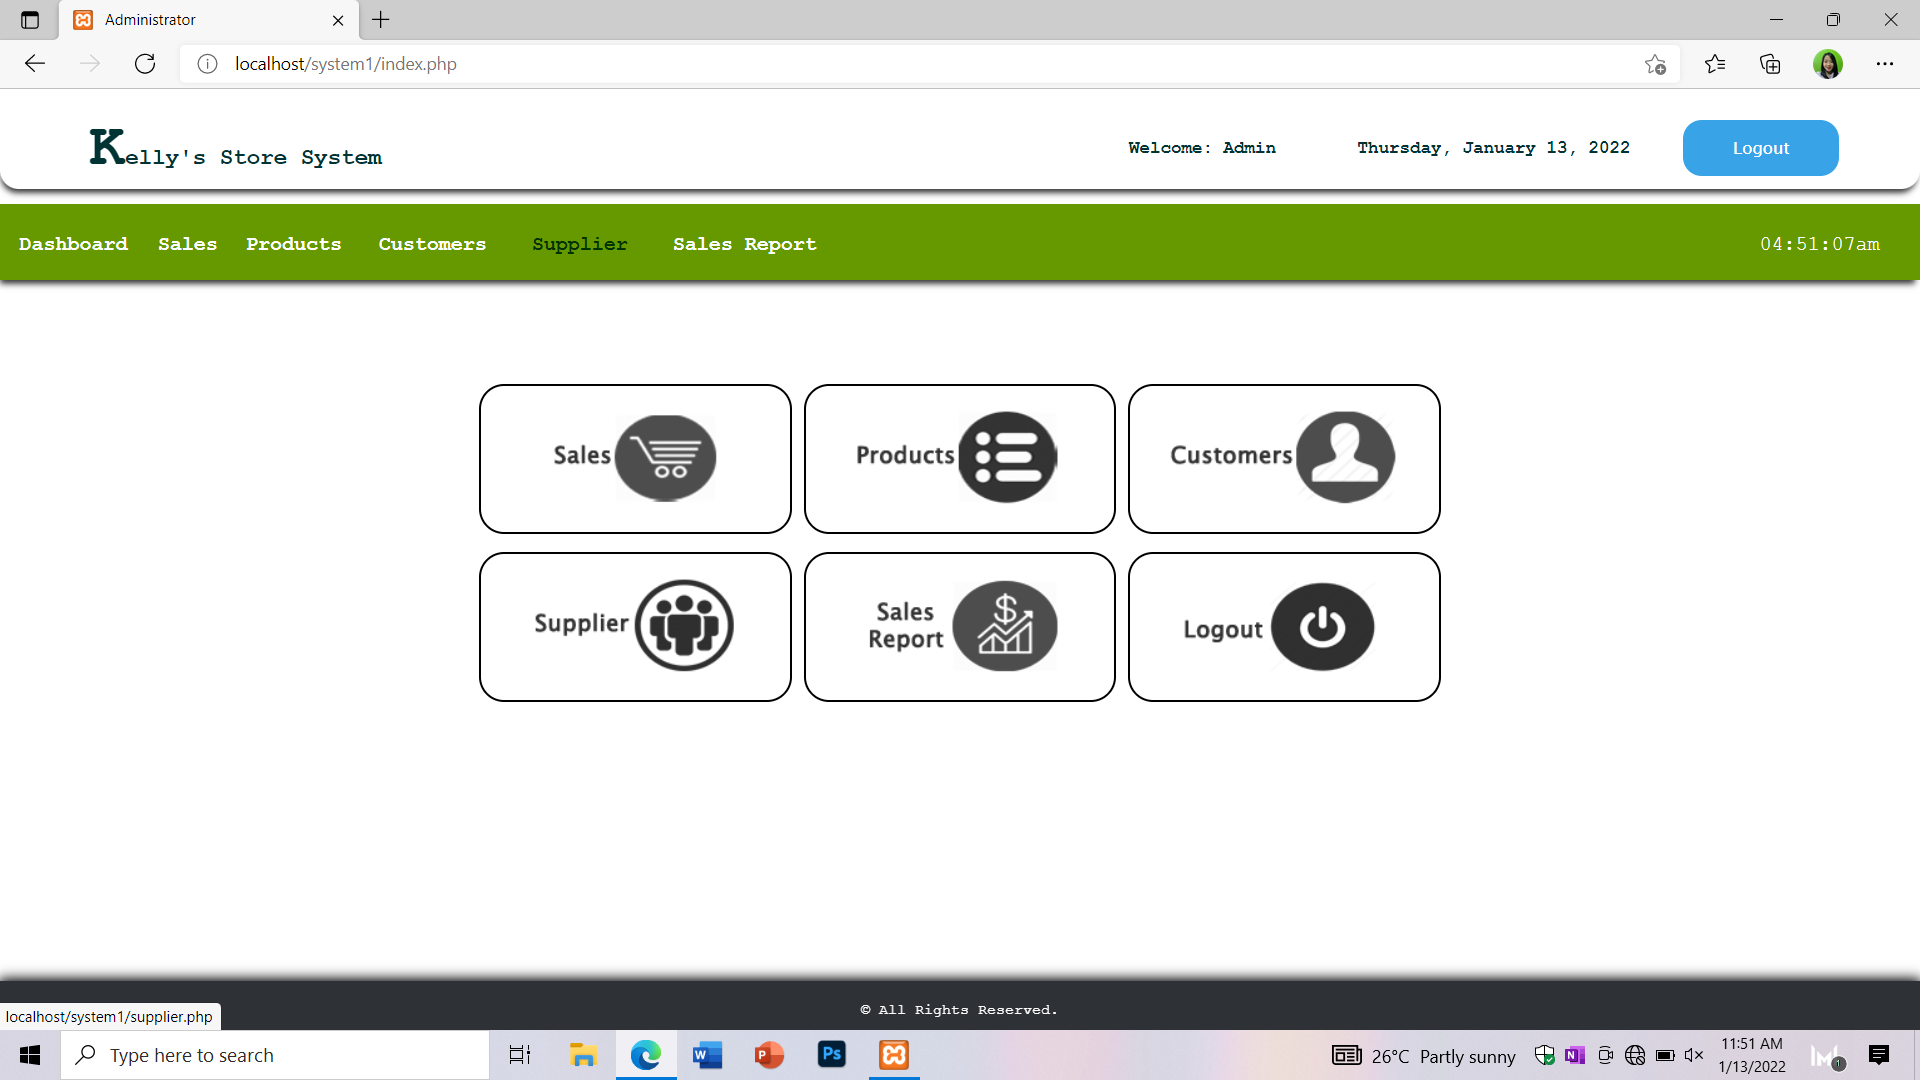 Administrator
localhost/system1/index.php
Kelly's Store System
Welcome: Admin
Thursday, January 13, 2022
Logout
Dashboard Sales Products Customers Supplier Sales Report
04:51:07am
Sales
Products
Customers
Supplier
Sales
Report
Logout
© All Rights Reserved.
localhost/system1/supplier.php
Type here to search
W
P
Ps
26°C Partly sunny
N
11:51 AM
1/13/2022
1